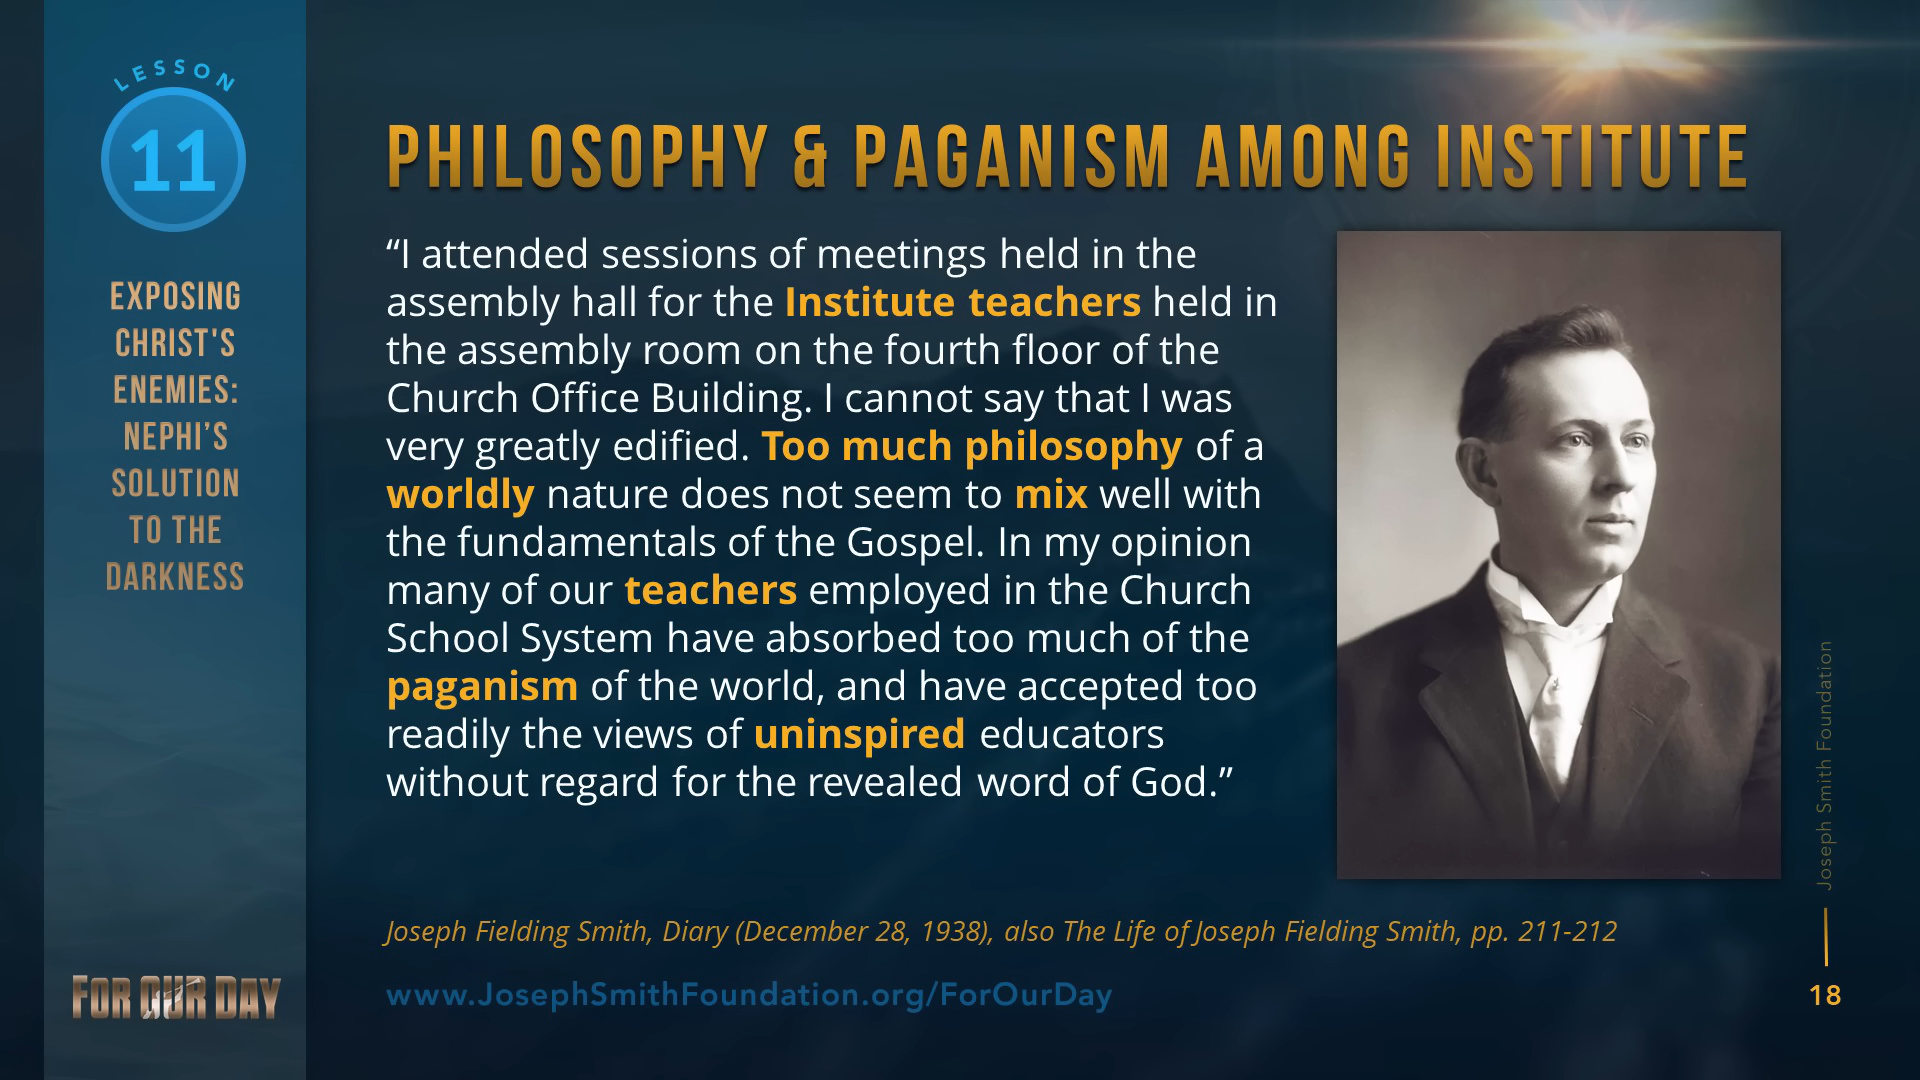 LESSON
11
EXPOSING
CHRIST'S
ENEMIES:
NEPHI’S
SOLUTION
TO THE
DARKNESS
FOR OUR DAY
PHILOSOPHY & PAGANISM AMONG INSTITUTE
“I attended sessions of meetings held in the
assembly hall for the Institute teachers held in
the assembly room on the fourth floor of the
Church Office Building. I cannot say that I was
very greatly edified. Too much philosophy of a
worldly nature does not seem to mix well with
the fundamentals of the Gospel. In my opinion
many of our teachers employed in the Church
School System have absorbed too much of the
paganism of the world, and have accepted too
readily the views of uninspired educators
without regard for the revealed word of God.”
Joseph Fielding Smith, Diary (December 28, 1938), also The Life of Joseph Fielding Smith, pp. 211-212
www.JosephSmithFoundation.org/ForOurDay
Joseph Smith Foundation
18